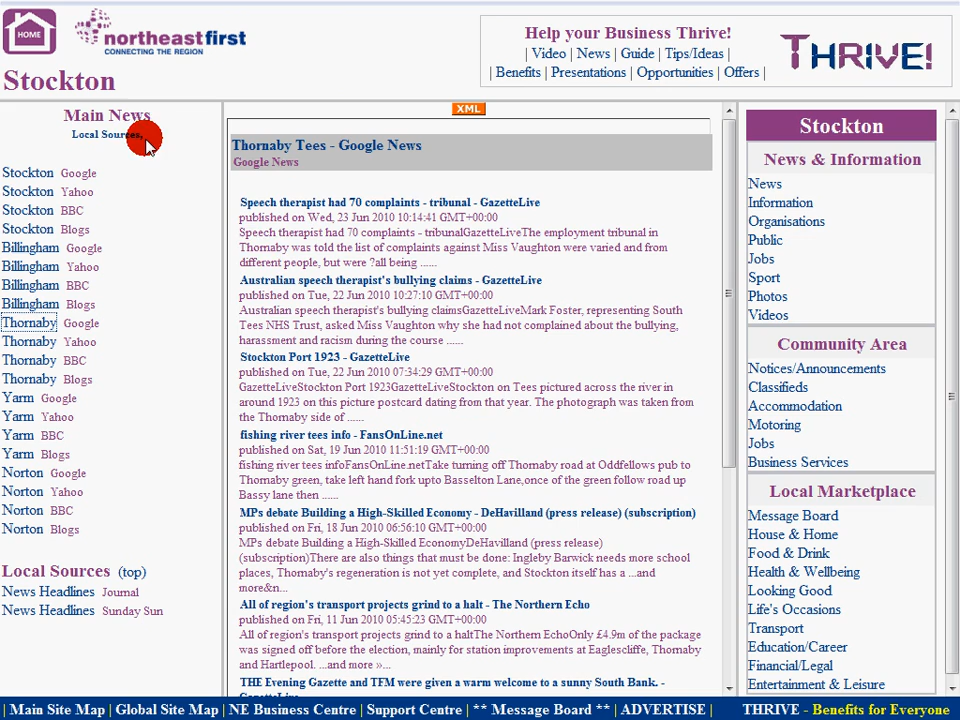 HOME
northeastfirst
CONNECTING THE REGION
Stockton
Help your Business Thrive!
| Video | News | Guide | Tips/Ideas |
| Benefits | Presentations | Opportunities | Offers |
THRIVE!
Main News
Local Sources
Stockton Google
Stockton Yahoo
Stockton BBC
Stockton Blogs
Billingham Google
Billingham Yahoo
Billingham BBC
Billingham Blogs
Thornaby Google
Thornaby Yahoo
Thornaby BBC
Thornaby Blogs
Yarm Google
Yarm Yahoo
Yarm BBC
Yarm Blogs
Norton Google
Norton Yahoo
Norton BBC
Norton Blogs
Local Sources (top)
News Headlines Journal
News Headlines Sunday Sun
XML
Thornaby Tees - Google News
Google News
Speech therapist had 70 complaints - tribunal - GazetteLive
published on Wed, 23 Jun 2010 10:14:41 GMT+00:00
Speech therapist had 70 complaints - tribunalGazetteLiveThe employment tribunal in
Thornaby was told the list of complaints against Miss Vaughton were varied and from
different people, but were ?all being ......
Australian speech therapist's bullying claims - GazetteLive
published on Tue, 22 Jun 2010 10:27:10 GMT+00:00
Australian speech therapist's bullying claimsGazetteLiveMark Foster, representing South
Tees NHS Trust, asked Miss Vaughton why she had not complained about the bullying,
harassment and racism during the course ......
Stockton Port 1923 - GazetteLive
published on Tue, 22 Jun 2010 07:34:29 GMT+00:00
GazetteLiveStockton Port 1923GazetteLiveStockton on Tees pictured across the river in
around 1923 on this picture postcard dating from that year. The photograph was taken from
the Thornaby side of ......
fishing river tees info - FansOnLine.net
published on Sat, 19 Jun 2010 11:51:19 GMT+00:00
fishing river tees infoFansOnLine.netTake turning off Thornaby road at Oddfellows pub to
Thornaby green, take left hand fork upto Basselton Lane,once of the green follow road up
Bassy lane then ......
MPs debate Building a High-Skilled Economy - DeHavilland (press release) (subscription)
published on Fri, 18 Jun 2010 06:56:10 GMT+00:00
MPs debate Building a High-Skilled EconomyDeHavilland (press release)
(subscription)There are also things that must be done: Ingleby Barwick needs more school
places, Thornaby's regeneration is not yet complete, and Stockton itself has a ...and
more&n...
All of region's transport projects grind to a halt - The Northern Echo
published on Fri, 11 Jun 2010 05:45:23 GMT+00:00
All of region's transport projects grind to a haltThe Northern EchoOnly £4.9m of the package
was signed off before the election, mainly for station improvements at Eaglescliffe, Thornaby
and Hartlepool. ...and more »...
THE Evening Gazette and TFM were given a warm welcome to a sunny South Bank. -
GazetteLive
Stockton
News & Information
News
Information
Organisations
Public
Jobs
Sport
Photos
Videos
Community Area
Notices/Announcements
Classifieds
Accommodation
Motoring
Jobs
Business Services
Local Marketplace
Message Board
House & Home
Food & Drink
Health & Wellbeing
Looking Good
Life's Occasions
Transport
Education/Career
Financial/Legal
Entertainment & Leisure
| Main Site Map | Global Site Map | NE Business Centre | Support Centre | ** Message Board ** | ADVERTISE | THRIVE - Benefits for Everyone